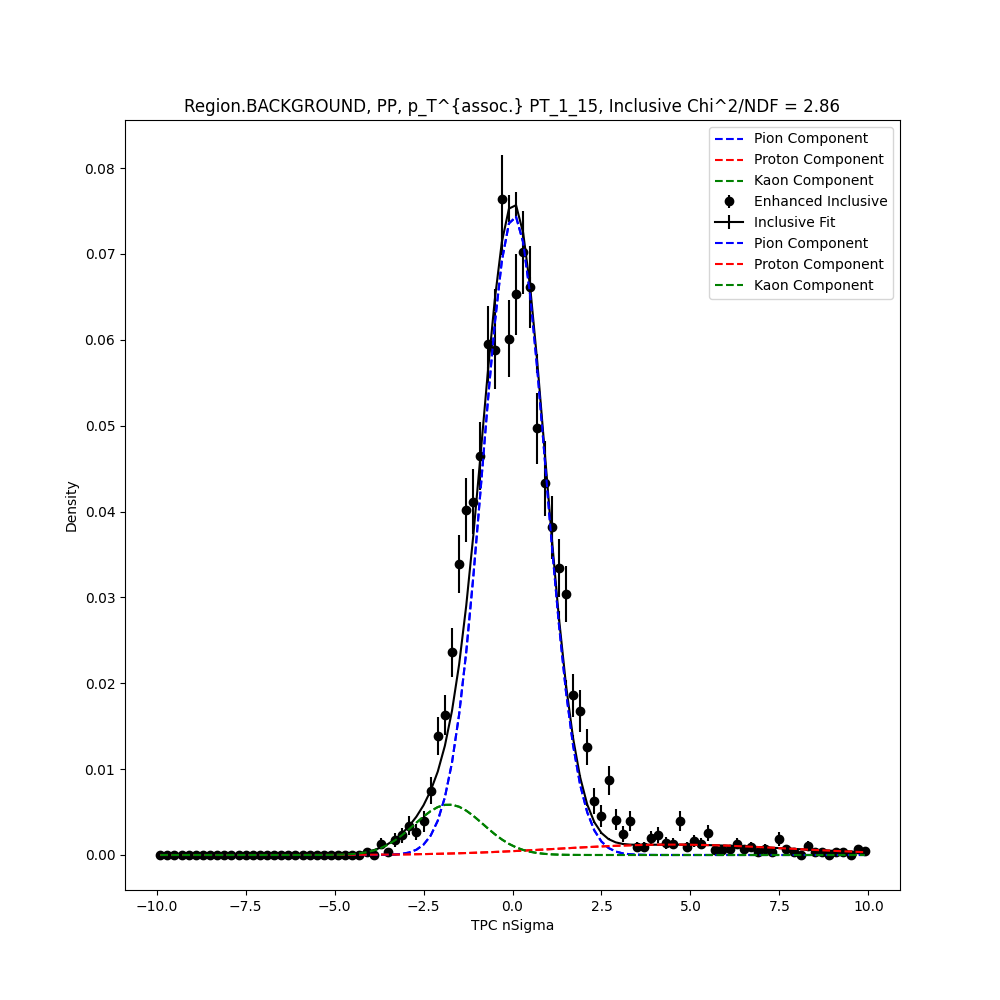 Region.BACKGROUND, PP, p_T^{assoc.} PT_1_15, Inclusive Chi^2/NDF = 2.86
Pion Component
Proton Component
Kaon Component
Enhanced Inclusive
Inclusive Fit
Pion Component
Proton Component
Kaon Component
0.08
0.07
0.06
0.05
0.04
0.03
0.02
0.01
0.00
Density
−10.0 −7.5 −5.0 −2.5 0.0 2.5 5.0 7.5 10.0
TPC nSigma